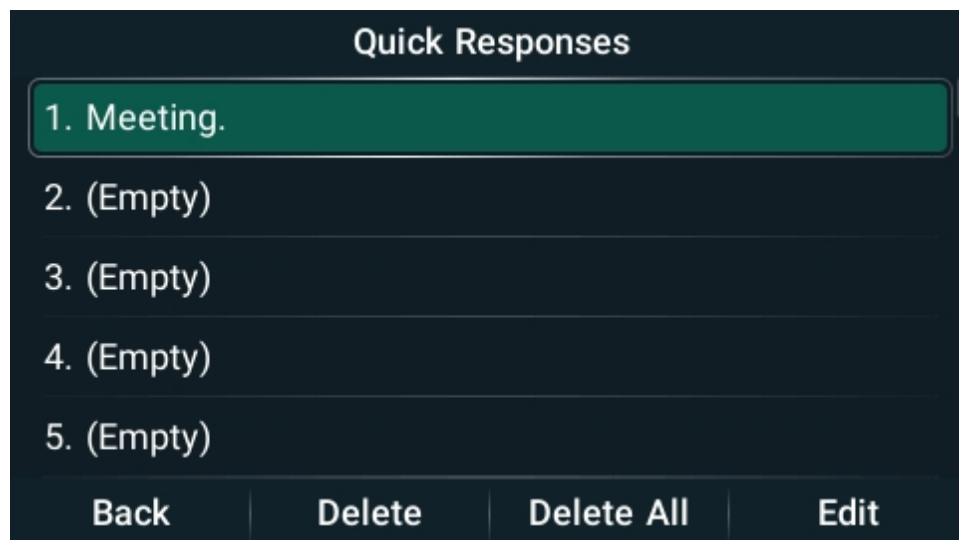 Quick Responses
1. Meeting.
2. (Empty)
3. (Empty)
4. (Empty)
5. (Empty)
Back Delete Delete All Edit